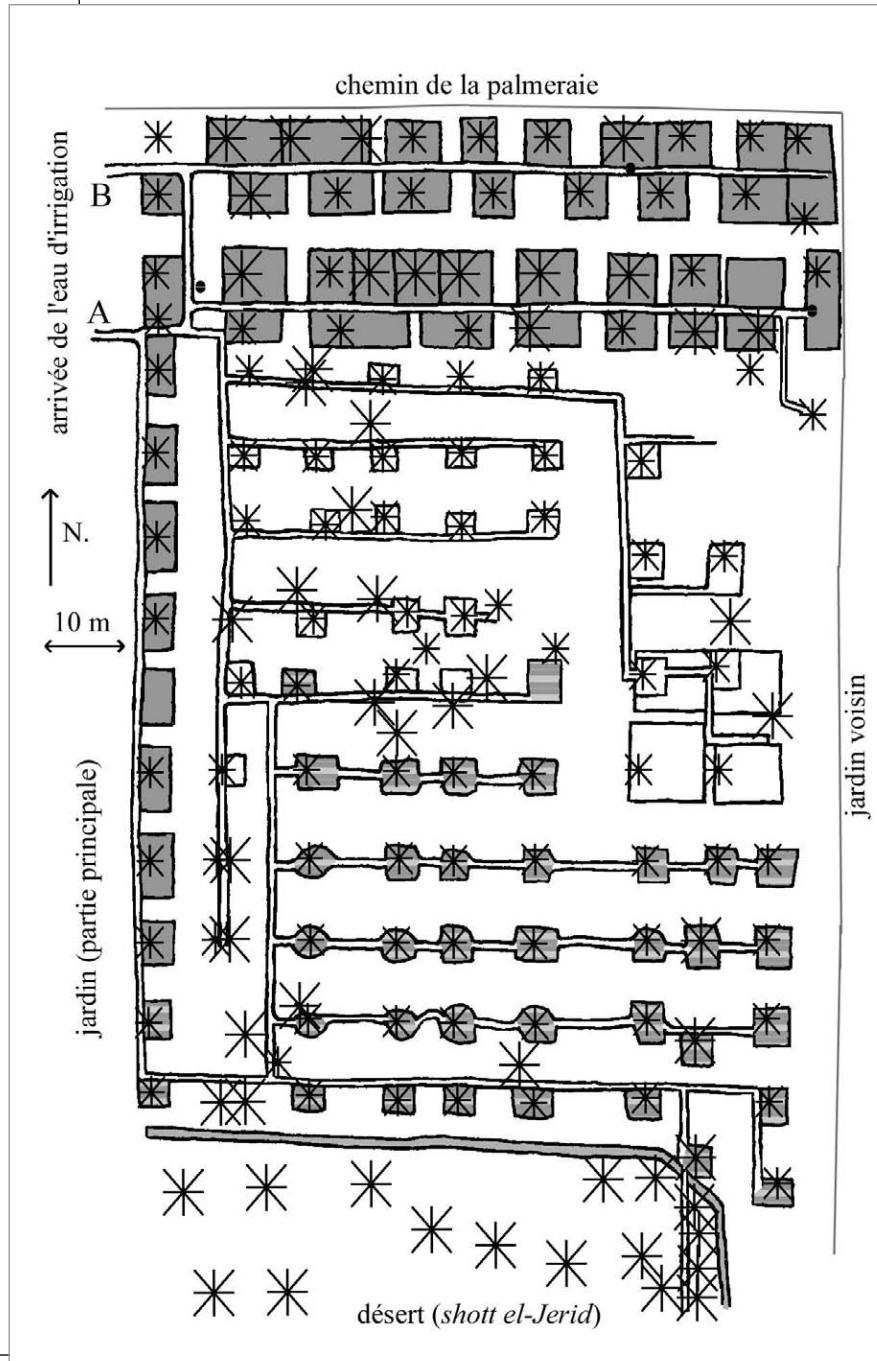 chemin de la palmeraie
arrivée de l'eau d'irrigation
B
A
N.
10 m
jardin (partie principale)
jardin voisin
désert (shott el-Jerid)